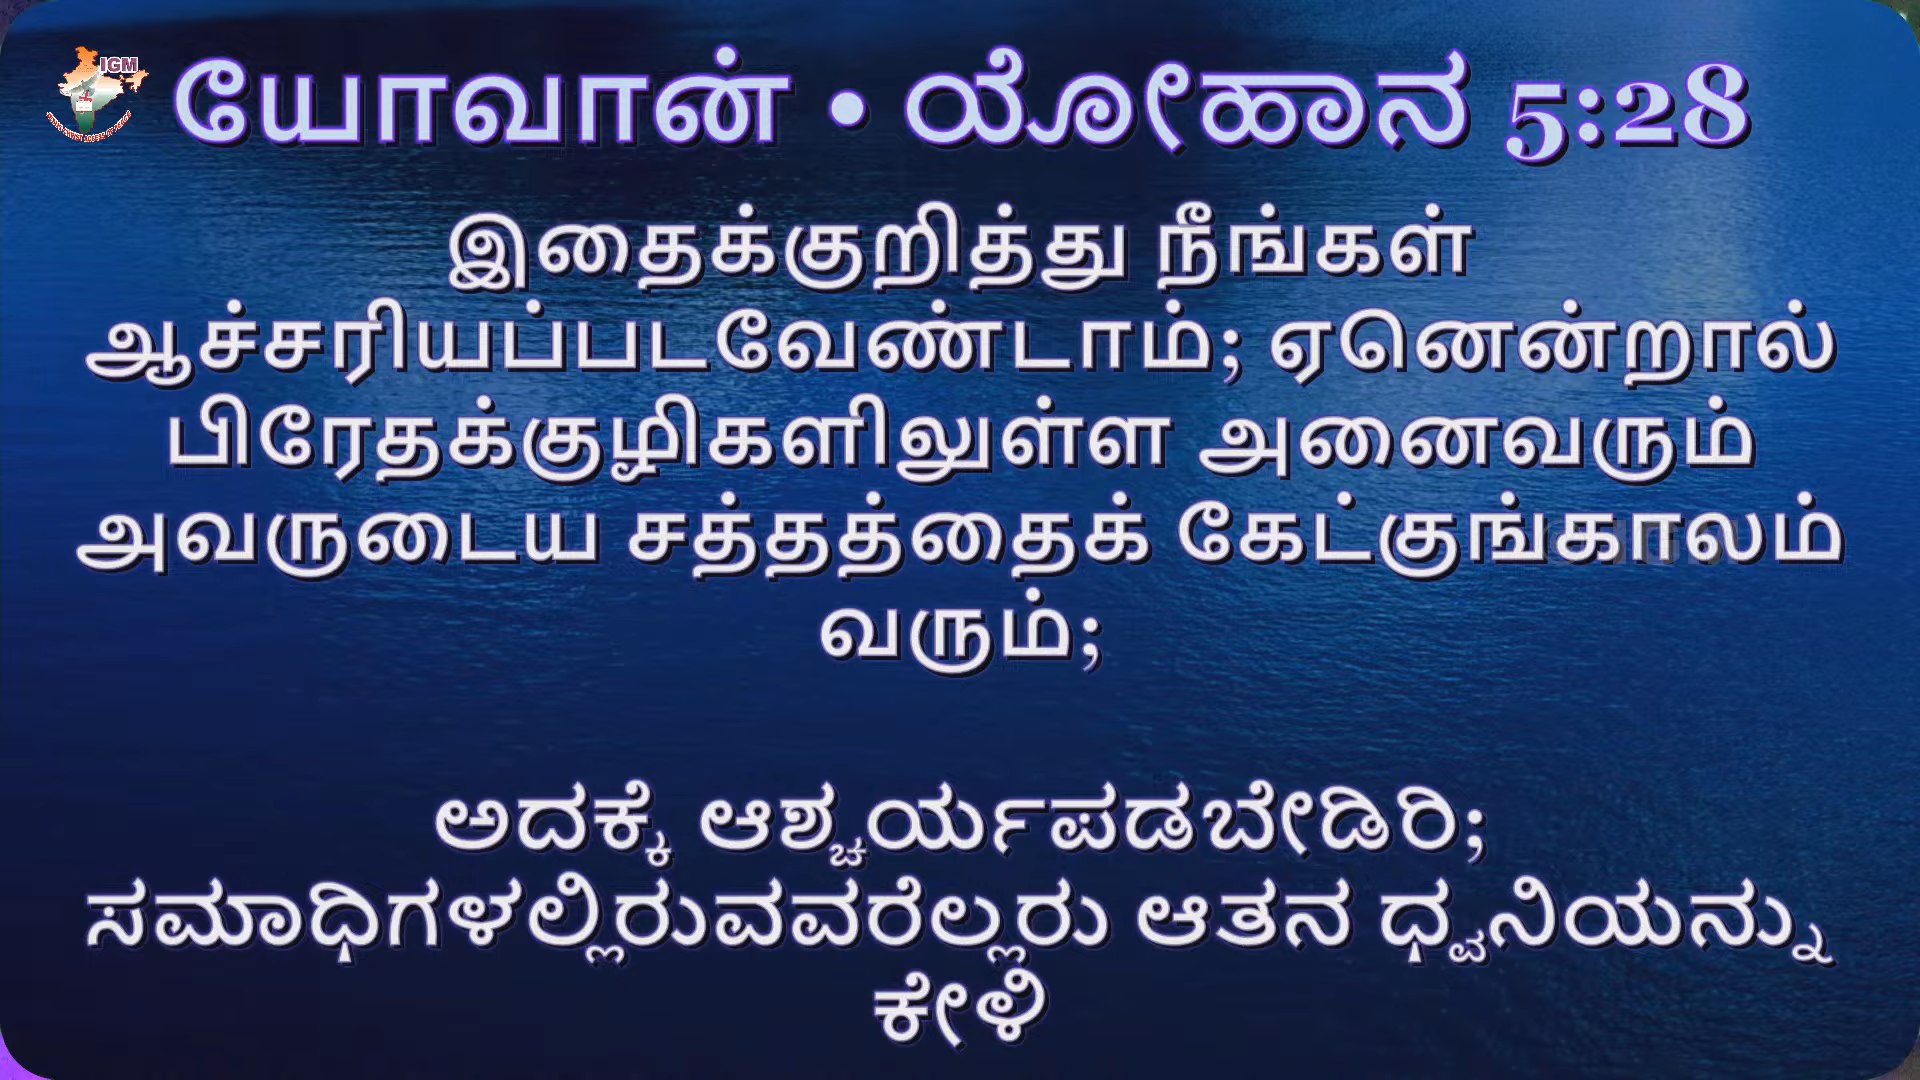 IGM
யோவான் • ಯೋಹಾನ 5:28
இதைக்குறித்து நீங்கள்
ஆச்சரியப்படவேண்டாம்; ஏனென்றால்
பிரேதக்குழிகளிலுள்ள அனைவரும்
அவருடைய சத்தத்தைக் கேட்குங்காலம்
வரும்;
ಅದಕ್ಕೆ ಆಶ್ಚರ್ಯಪಡಬೇಡಿರಿ;
ಸಮಾಧಿಗಳಲ್ಲಿರುವವರೆಲ್ಲರು ಆತನ ಧ್ವನಿಯನ್ನು
ಕೇಳಿ